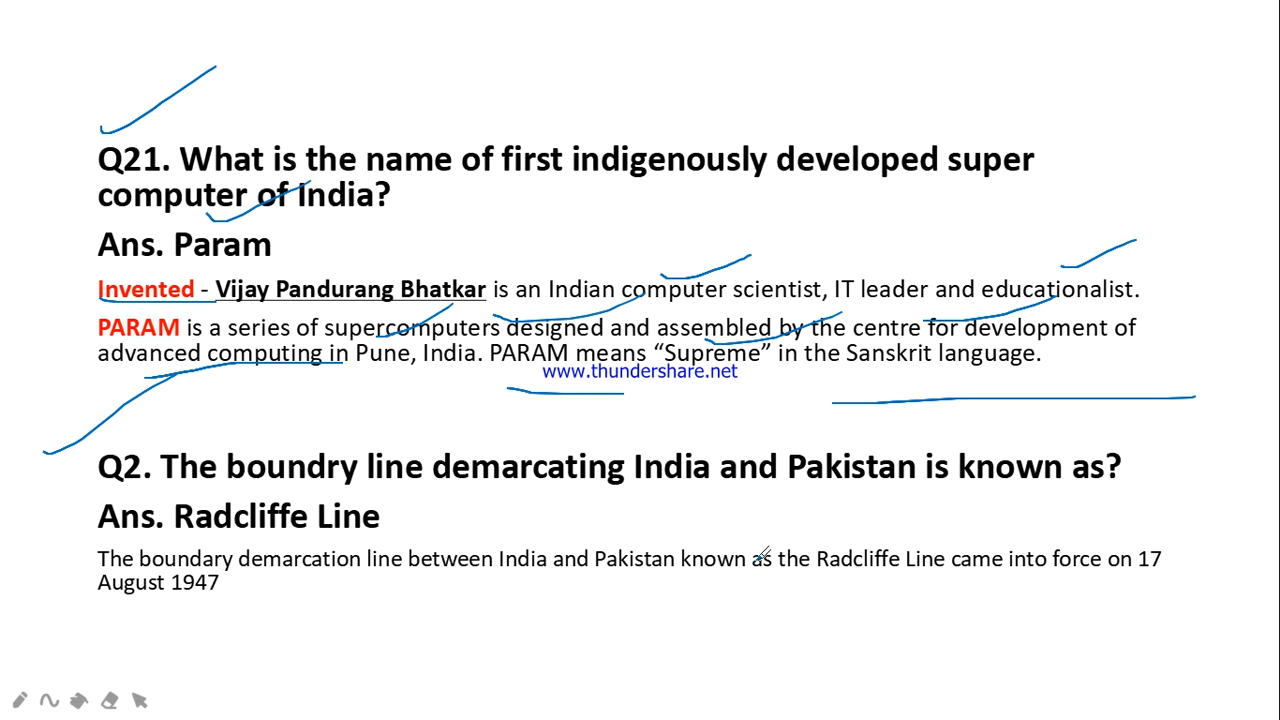 Q21. What is the name of first indigenously developed super
computer of India?
Ans. Param
Invented - Vijay Pandurang Bhatkar is an Indian computer scientist, IT leader and educationalist.
PARAM is a series of supercomputers designed and assembled by the centre for development of
advanced computing in Pune, India. PARAM means “Supreme” in the Sanskrit language.
www.thundershare.net
Q2. The boundry line demarcating India and Pakistan is known as?
Ans. Radcliffe Line
The boundary demarcation line between India and Pakistan known as the Radcliffe Line came into force on 17
August 1947